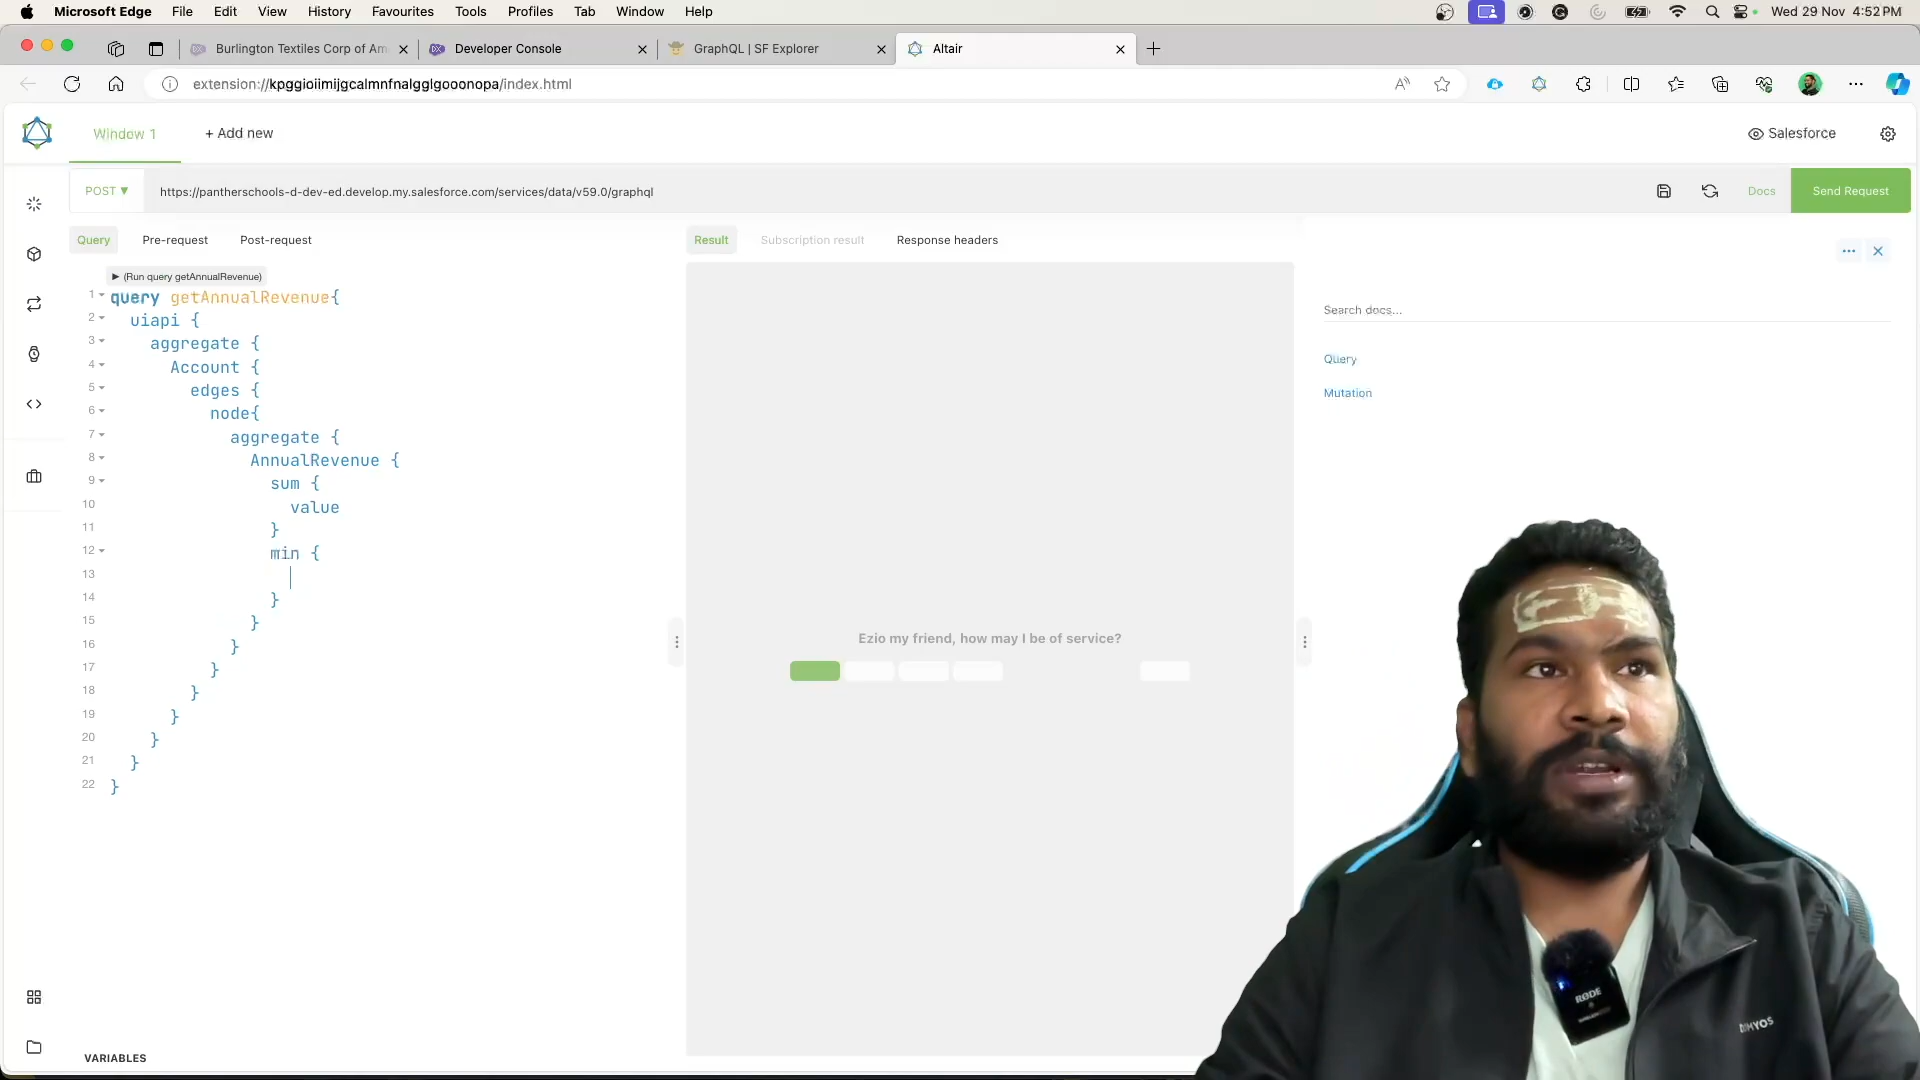 Microsoft Edge File Edit View History Favourites Tools Profiles Tab Window Help Wed 29 Nov 4:52 PM
Burlington Textiles Corp of Am Developer Console GraphQL | SF Explorer Altair
extension://kpggioiiimijgcalmnfnalgglgooonopa/index.html
Window 1 + Add new Salesforce
POST ▼ https://pantherschools-d-dev-ed.develop.my.salesforce.com/services/data/v59.0/graphql Docs Send Request
Query Pre-request Post-request Result Subscription result Response headers
▶ (Run query getAnnualRevenue)
1 query getAnnualRevenue{
2 uiapi {
3 aggregate {
4 Account {
5 edges {
6 node{
7 aggregate {
8 AnnualRevenue {
9 sum {
10 value
11 }
12 min {
13
14 }
15 }
16 }
17 }
18 }
19 }
20 }
21 }
22 }
VARIABLES
Ezio my friend, how may I be of service?
Search docs...
Query
Mutation
RØDE